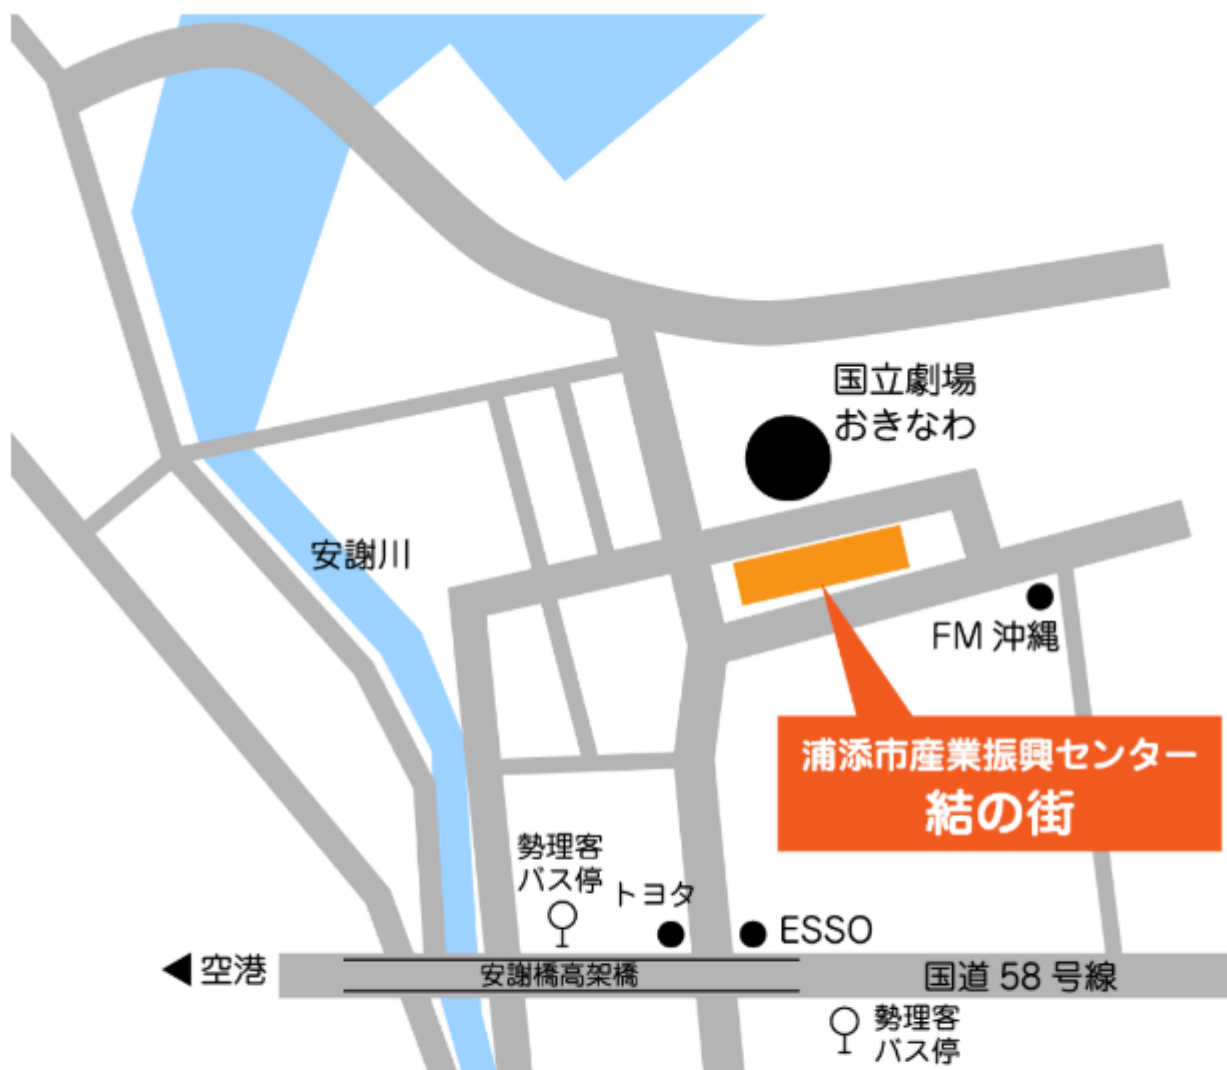 国立劇場
おきなわ
安謝川
FM 沖縄
浦添市産業振興センター
結の街
勢理客
バス停
トヨタ
ESSO
◀空港
安謝橋高架橋
国道 58 号線
勢理客
バス停